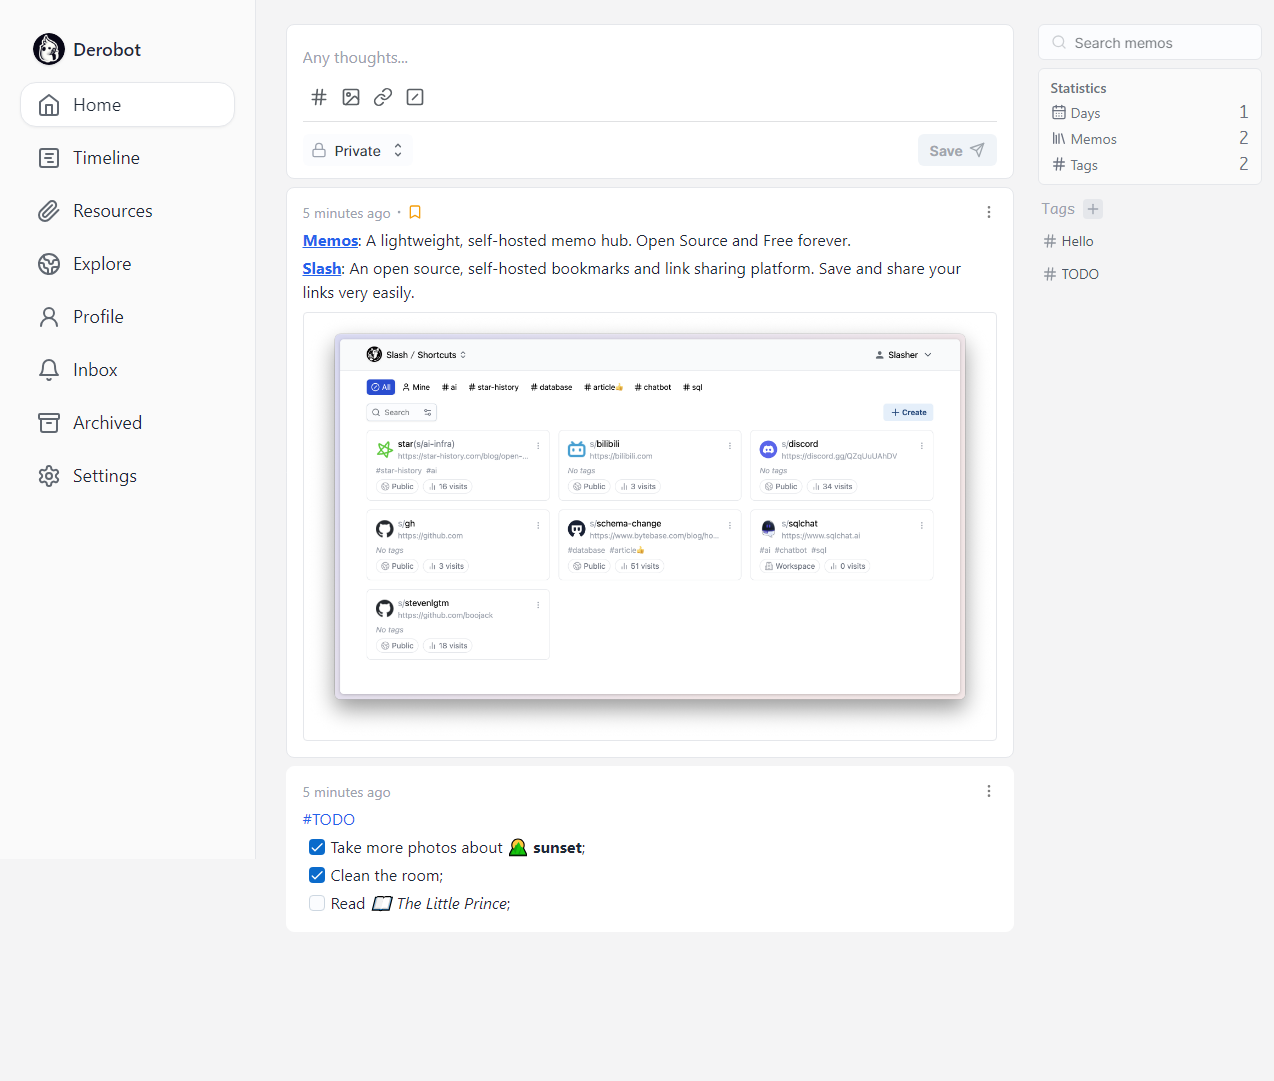 Derobot
Home
Timeline
Resources
Explore
Profile
Inbox
Archived
Settings
Any thoughts...
Private
Save
5 minutes ago ·
Memos: A lightweight, self-hosted memo hub. Open Source and Free forever.
Slash: An open source, self-hosted bookmarks and link sharing platform. Save and share your
links very easily.
Slash / Shortcuts
Slasher
All Mine # ai # star-history # database # article👍 # chatbot # sql
Search
+ Create
star(s/ai-infra)
https://star-history.com/blog/open-...
#star-history #ai
Public 16 visits
s/bilibili
https://bilibili.com
No tags
Public 3 visits
s/discord
https://discord.gg/QZqUuUAhDV
No tags
Public 34 visits
s/gh
https://github.com
No tags
Public 3 visits
s/schema-change
https://www.bytebase.com/blog/ho...
#database #article👍
Public 51 visits
s/sqlchat
https://www.sqlchat.ai
#ai #chatbot #sql
Workspace 0 visits
s/stevenlgtm
https://github.com/boojack
No tags
Public 18 visits
5 minutes ago
#TODO
Take more photos about 🌄 sunset;
Clean the room;
Read 📖 The Little Prince;
Search memos
Statistics
Days 1
Memos 2
# Tags 2
Tags +
# Hello
# TODO